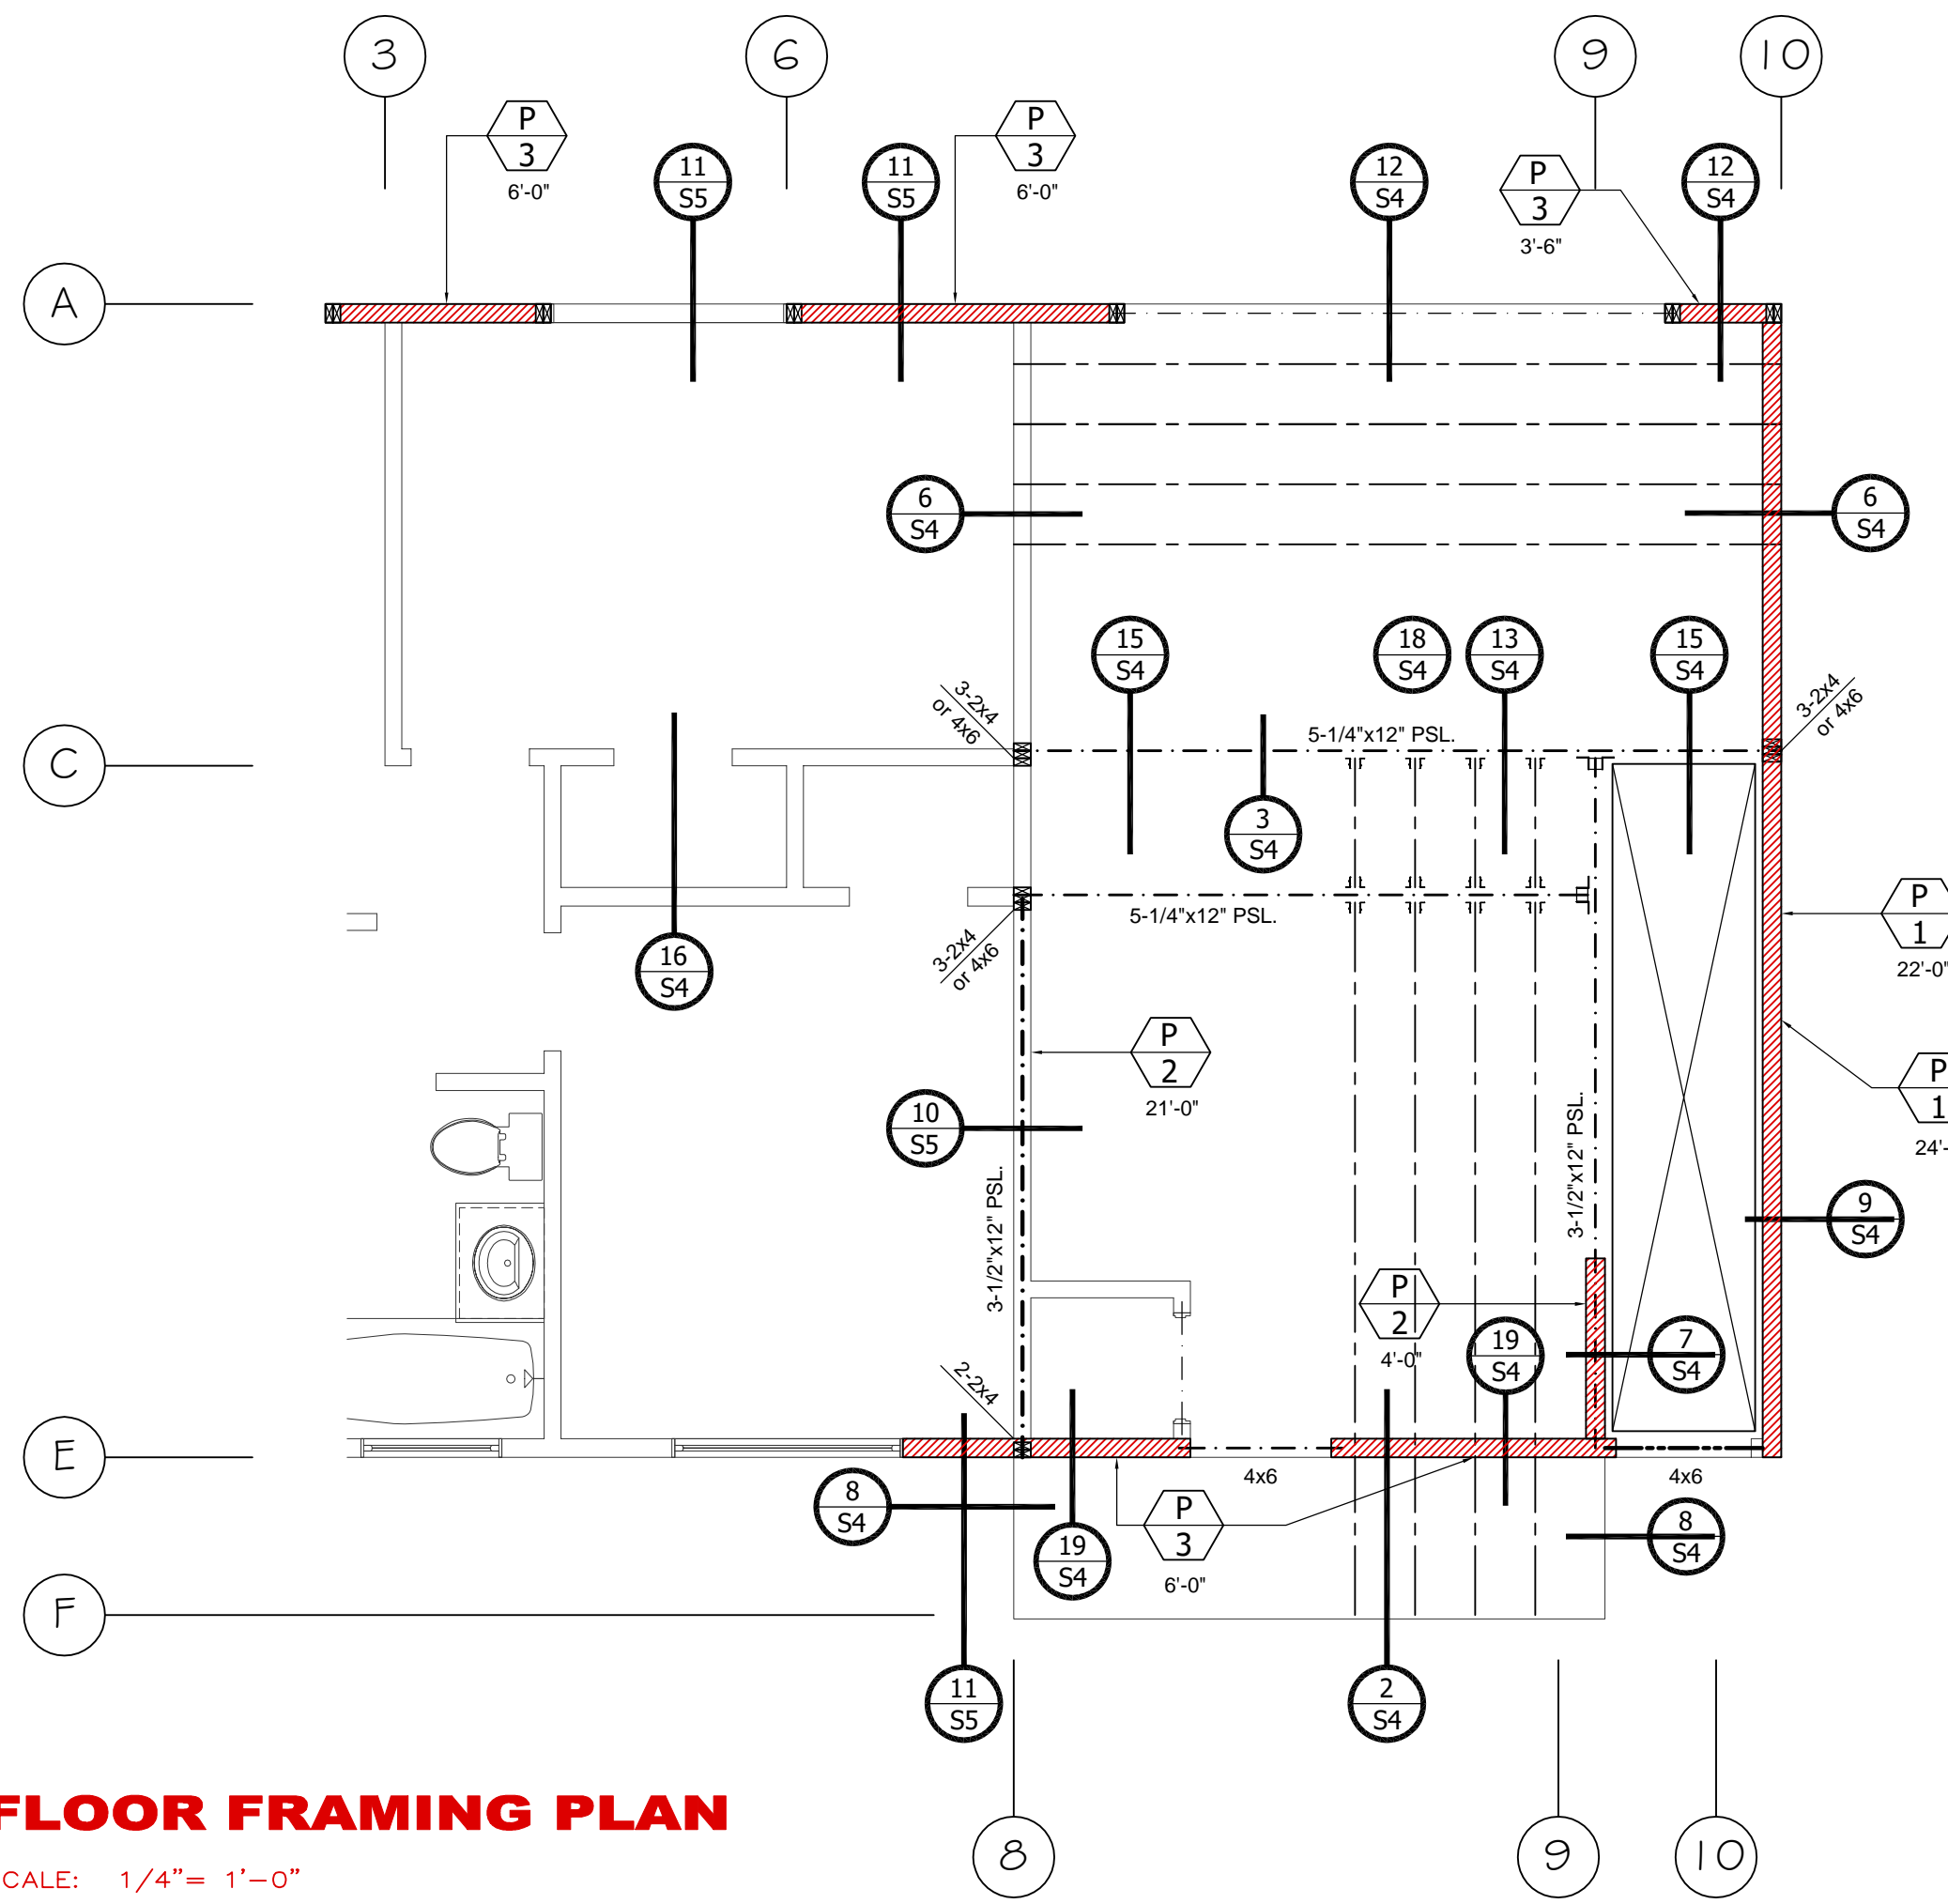 3
6
9
10
P
3
6'-0"
P
3
6'-0"
P
3
3'-6"
11
S5
11
S5
12
S4
12
S4
A
6
S4
6
S4
15
S4
18
S4
13
S4
15
S4
3-2x4
or 4x6
3-2x4
or 4x6
5-1/4"x12" PSL.
C
3
S4
5-1/4"x12" PSL.
P
1
22'-0"
3-2x4
or 4x6
16
S4
P
2
21'-0"
P
1
24'-
10
S5
3-1/2"x12" PSL.
3-1/2"x12" PSL.
9
S4
P
2
4'-0"
19
S4
7
S4
2-2x4
E
4x6
4x6
8
S4
19
S4
P
3
6'-0"
8
S4
F
11
S5
2
S4
FLOOR FRAMING PLAN
CALE: 1/4"= 1'-0"
8
9
10